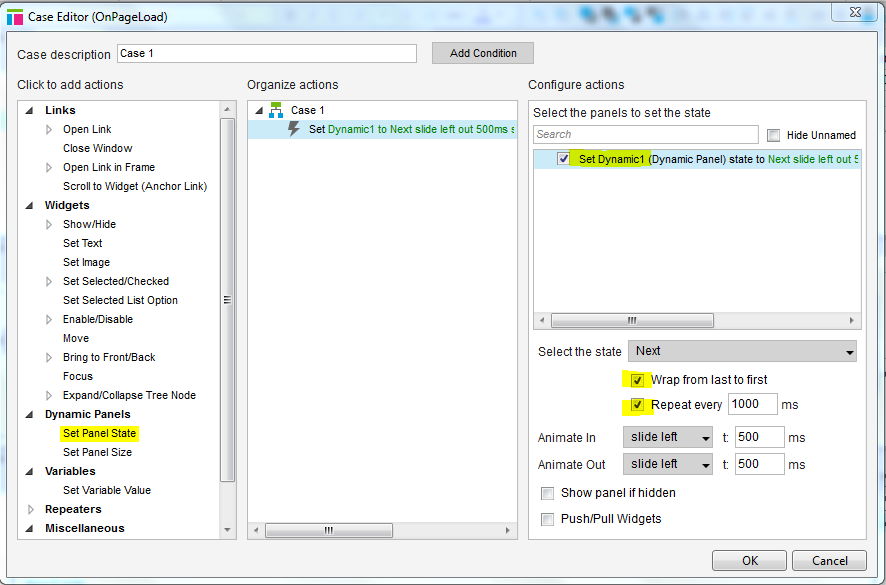 Case Editor (OnPageLoad)
Case description
Case 1
Add Condition
Click to add actions
Links
Open Link
Close Window
Open Link in Frame
Scroll to Widget (Anchor Link)
Widgets
Show/Hide
Set Text
Set Image
Set Selected/Checked
Set Selected List Option
Enable/Disable
Move
Bring to Front/Back
Focus
Expand/Collapse Tree Node
Dynamic Panels
Set Panel State
Set Panel Size
Variables
Set Variable Value
Repeaters
Miscellaneous
Organize actions
Case 1
Set Dynamic1 to Next slide left out 500ms s
Configure actions
Select the panels to set the state
Search
Hide Unnamed
Set Dynamic1 (Dynamic Panel) state to Next slide left out 5
Select the state Next
Wrap from last to first
Repeat every 1000 ms
Animate In slide left t: 500 ms
Animate Out slide left t: 500 ms
Show panel if hidden
Push/Pull Widgets
OK
Cancel